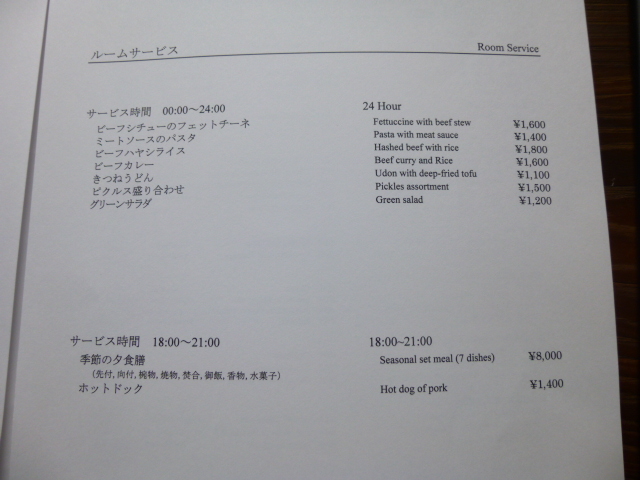 ルームサービス Room Service
サービス時間 00:00〜24:00 24 Hour
ビーフシチューのフェットチーネ Fettuccine with beef stew ¥1,600
ミートソースのパスタ Pasta with meat sauce ¥1,400
ビーフハヤシライス Hashed beef with rice ¥1,800
ビーフカレー Beef curry and Rice ¥1,600
きつねうどん Udon with deep-fried tofu ¥1,100
ピクルス盛り合わせ Pickles assortment ¥1,500
グリーンサラダ Green salad ¥1,200
サービス時間 18:00〜21:00 18:00~21:00
季節の夕食膳 Seasonal set meal (7 dishes) ¥8,000
(先付,向付,椀物,焼物,焚合,御飯,香物,水菓子)
ホットドック Hot dog of pork ¥1,400